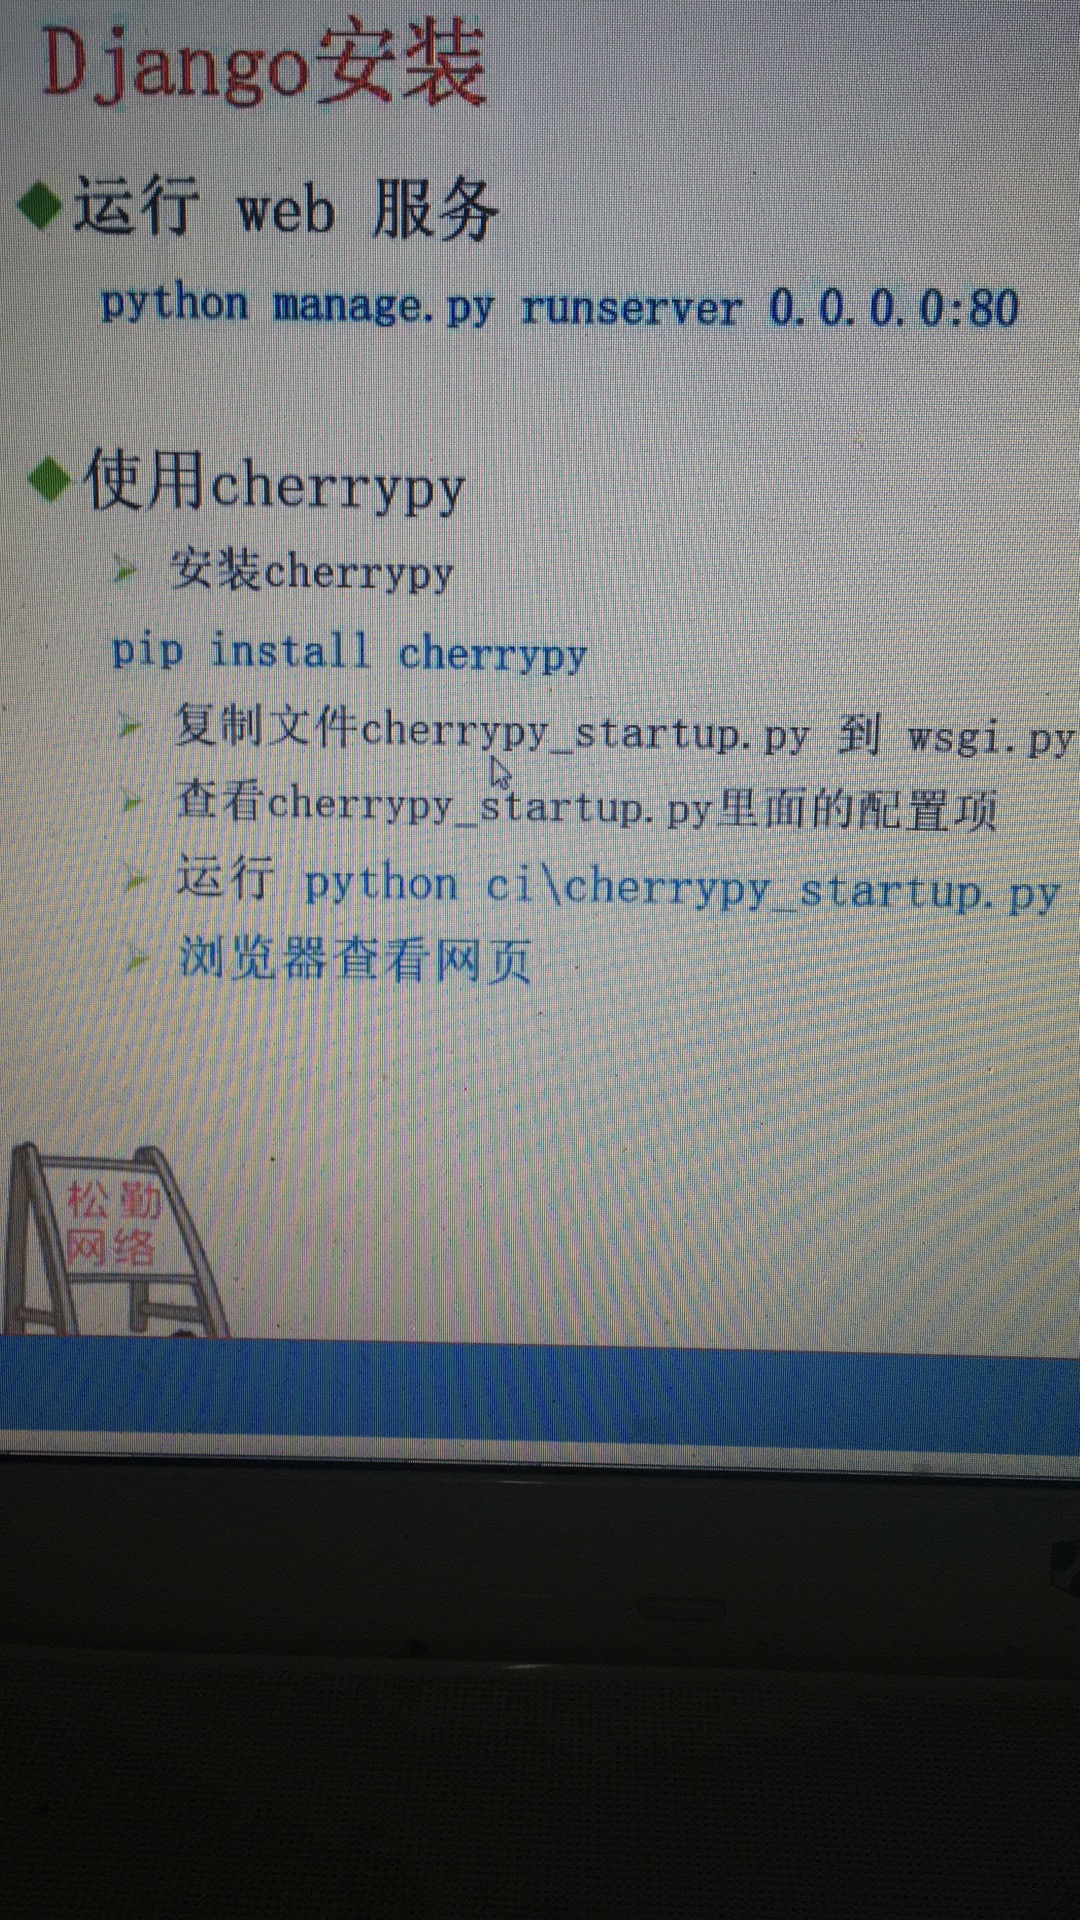 Django安装
运行 web 服务
python manage.py runserver 0.0.0.0:80
使用cherrypy
安装cherrypy
pip install cherrypy
复制文件cherrypy_startup.py 到 wsgi.py
查看cherrypy_startup.py里面的配置项
运行 python ci\cherrypy_startup.py
浏览器查看网页
松勤
网络